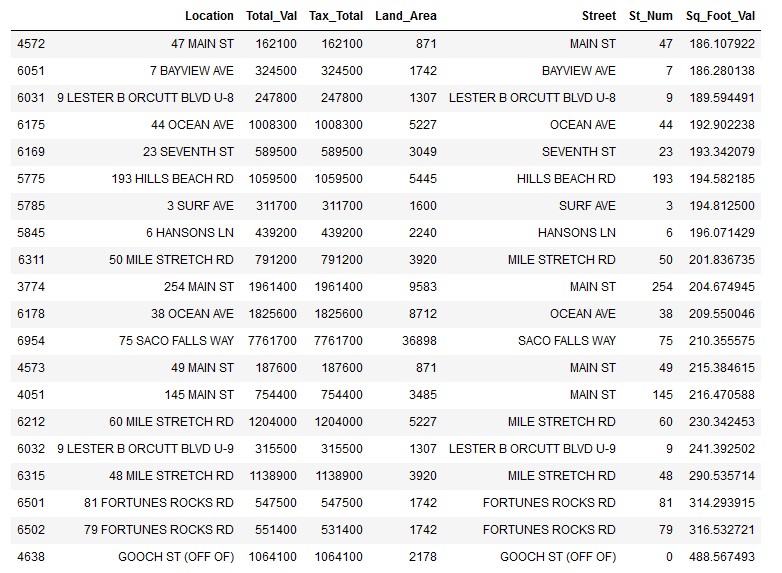 Location Total_Val Tax_Total Land_Area Street St_Num Sq_Foot_Val
4572 47 MAIN ST 162100 162100 871 MAIN ST 47 186.107922
6051 7 BAYVIEW AVE 324500 324500 1742 BAYVIEW AVE 7 186.280138
6031 9 LESTER B ORCUTT BLVD U-8 247800 247800 1307 LESTER B ORCUTT BLVD U-8 9 189.594491
6175 44 OCEAN AVE 1008300 1008300 5227 OCEAN AVE 44 192.902238
6169 23 SEVENTH ST 589500 589500 3049 SEVENTH ST 23 193.342079
5775 193 HILLS BEACH RD 1059500 1059500 5445 HILLS BEACH RD 193 194.582185
5785 3 SURF AVE 311700 311700 1600 SURF AVE 3 194.812500
5845 6 HANSONS LN 439200 439200 2240 HANSONS LN 6 196.071429
6311 50 MILE STRETCH RD 791200 791200 3920 MILE STRETCH RD 50 201.836735
3774 254 MAIN ST 1961400 1961400 9583 MAIN ST 254 204.674945
6178 38 OCEAN AVE 1825600 1825600 8712 OCEAN AVE 38 209.550046
6954 75 SACO FALLS WAY 7761700 7761700 36898 SACO FALLS WAY 75 210.355575
4573 49 MAIN ST 187600 187600 871 MAIN ST 49 215.384615
4051 145 MAIN ST 754400 754400 3485 MAIN ST 145 216.470588
6212 60 MILE STRETCH RD 1204000 1204000 5227 MILE STRETCH RD 60 230.342453
6032 9 LESTER B ORCUTT BLVD U-9 315500 315500 1307 LESTER B ORCUTT BLVD U-9 9 241.392502
6315 48 MILE STRETCH RD 1138900 1138900 3920 MILE STRETCH RD 48 290.535714
6501 81 FORTUNES ROCKS RD 547500 547500 1742 FORTUNES ROCKS RD 81 314.293915
6502 79 FORTUNES ROCKS RD 551400 531400 1742 FORTUNES ROCKS RD 79 316.532721
4638 GOOCH ST (OFF OF) 1064100 1064100 2178 GOOCH ST (OFF OF) 0 488.567493